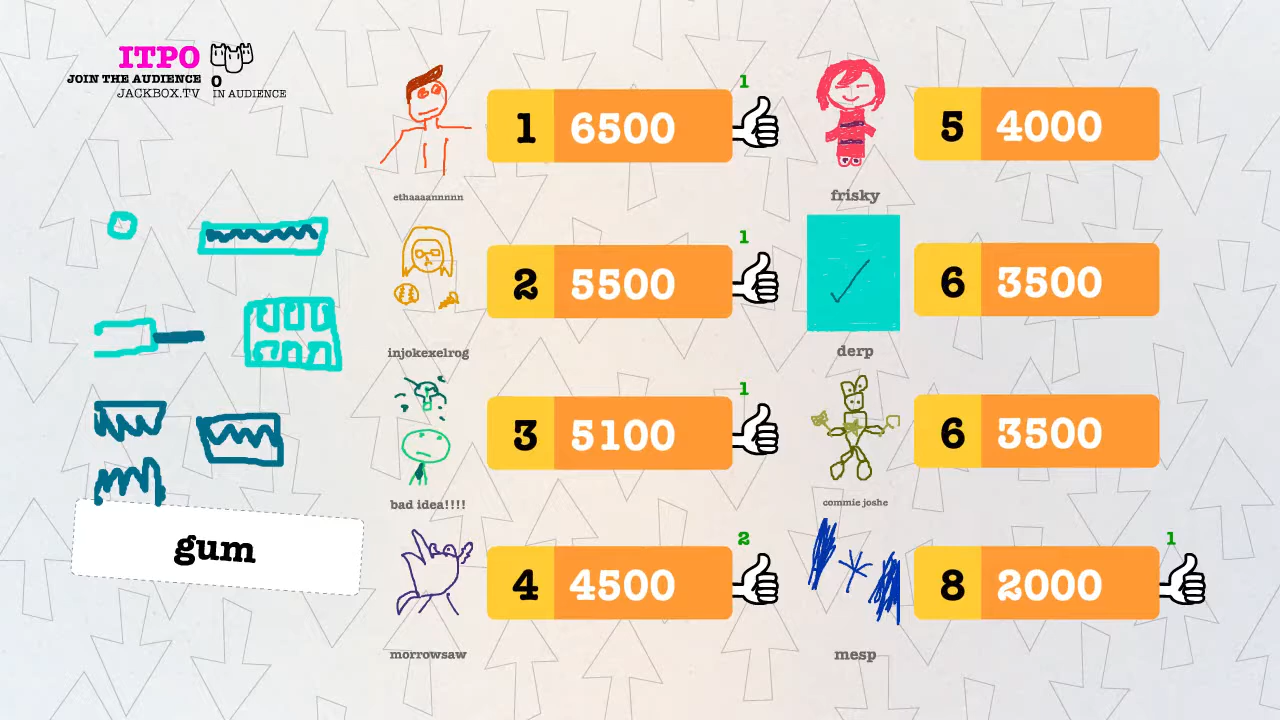 ITPO
JOIN THE AUDIENCE
JACKBOX.TV
0
IN AUDIENCE
gum
1 6500
1
ethaaaannnnn
2 5500
1
injokexelrog
3 5100
1
bad idea!!!!
4 4500
2
morrowsaw
5 4000
frisky
6 3500
derp
6 3500
commie joshe
8 2000
1
mesp